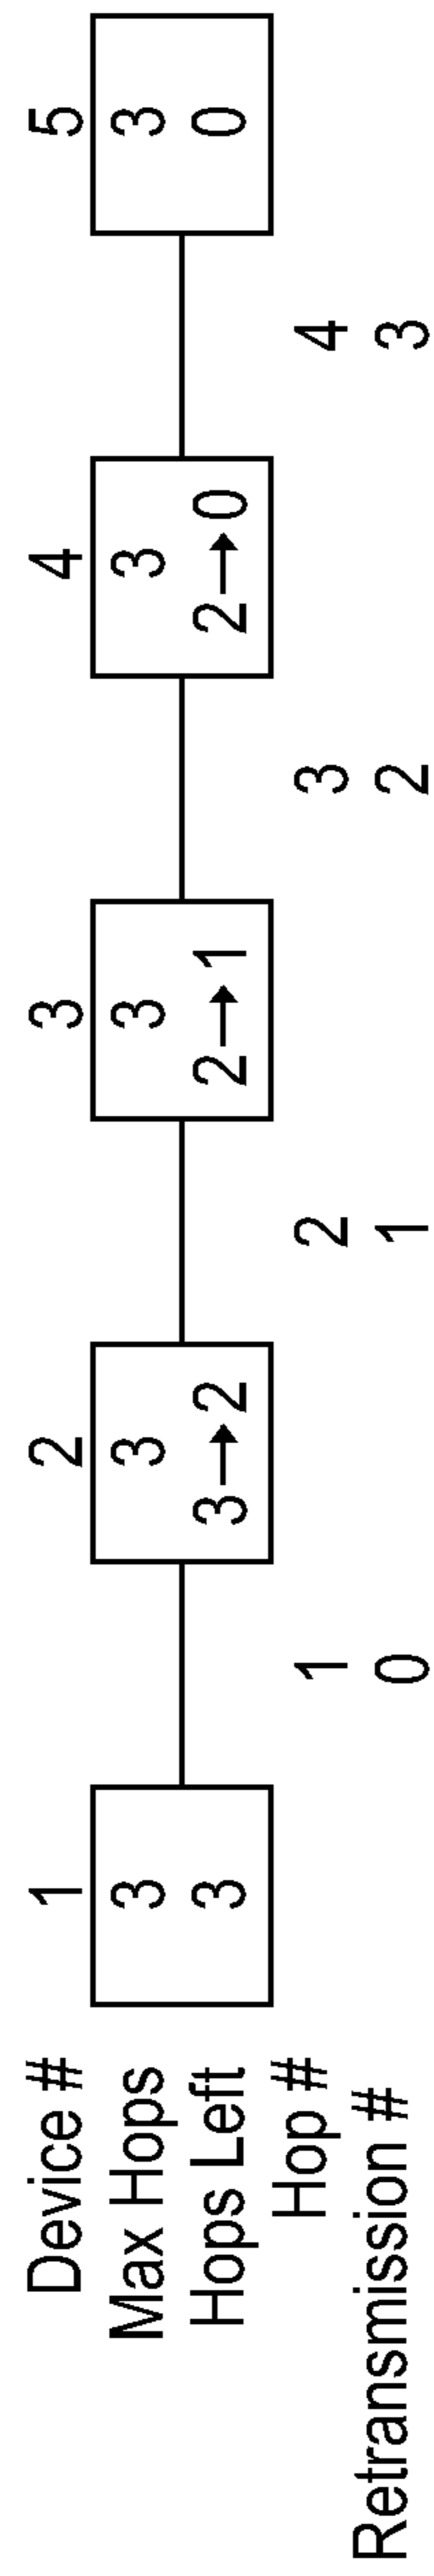 Device # 1 2 3 4 5
Max Hops 3 3 3 3 3
Hops Left 3 3→2 2→1 2→0 0
Hop # 1 2 3 4
Retransmission # 0 1 2 3